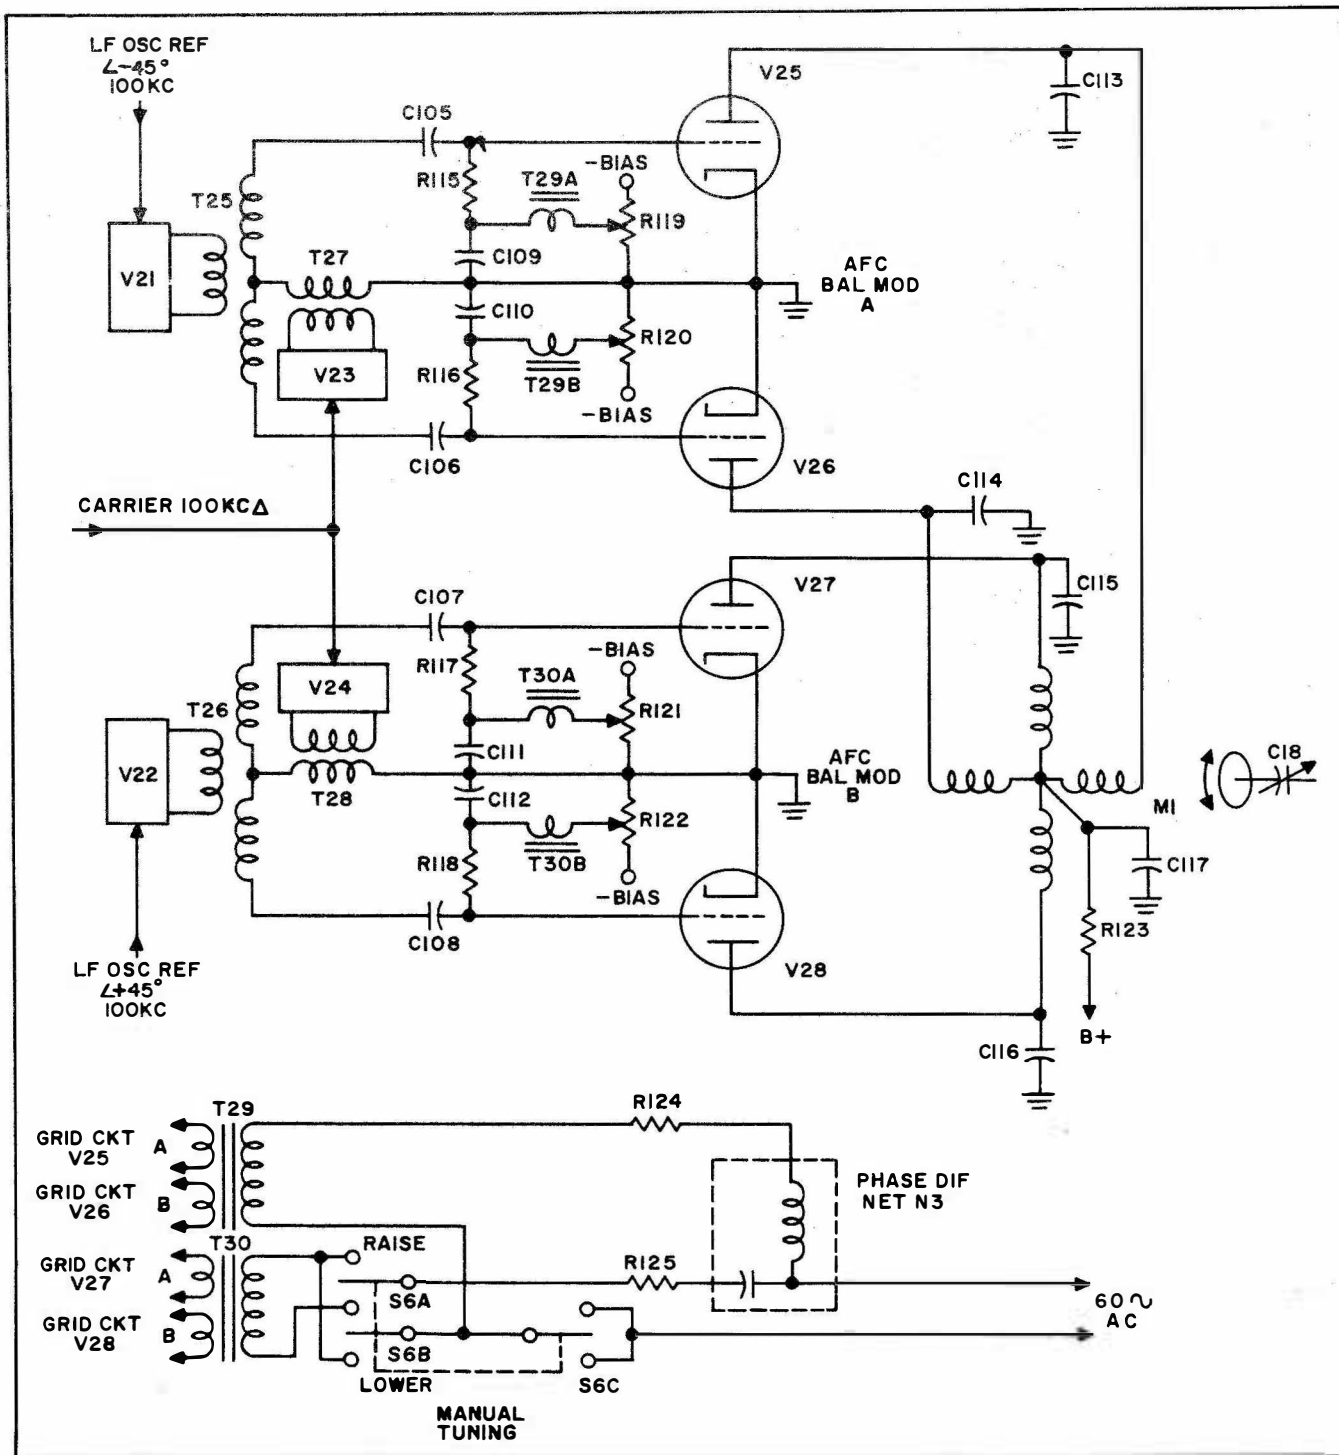 LF OSC REF
∠-45°
100KC
V25
C113
C105
R115
T29A
-BIAS
T25
R119
V21
T27
C109
AFC
BAL MOD
A
C110
R120
V23
R116
T29B
-BIAS
C106
V26
C114
CARRIER 100KC Δ
V27
C115
C107
R117
-BIAS
T30A
V24
T26
R121
C111
V22
AFC
BAL MOD
B
C18
T28
C112
M1
R122
R118
T30B
C117
-BIAS
C108
R123
V28
LF OSC REF
∠+45°
100KC
B+
C116
T29
R124
GRID CKT
V25
A
PHASE DIF
NET N3
GRID CKT
V26
B
T30
RAISE
R125
GRID CKT
V27
A
S6A
60∿
AC
GRID CKT
V28
B
S6B
LOWER
S6C
MANUAL
TUNING